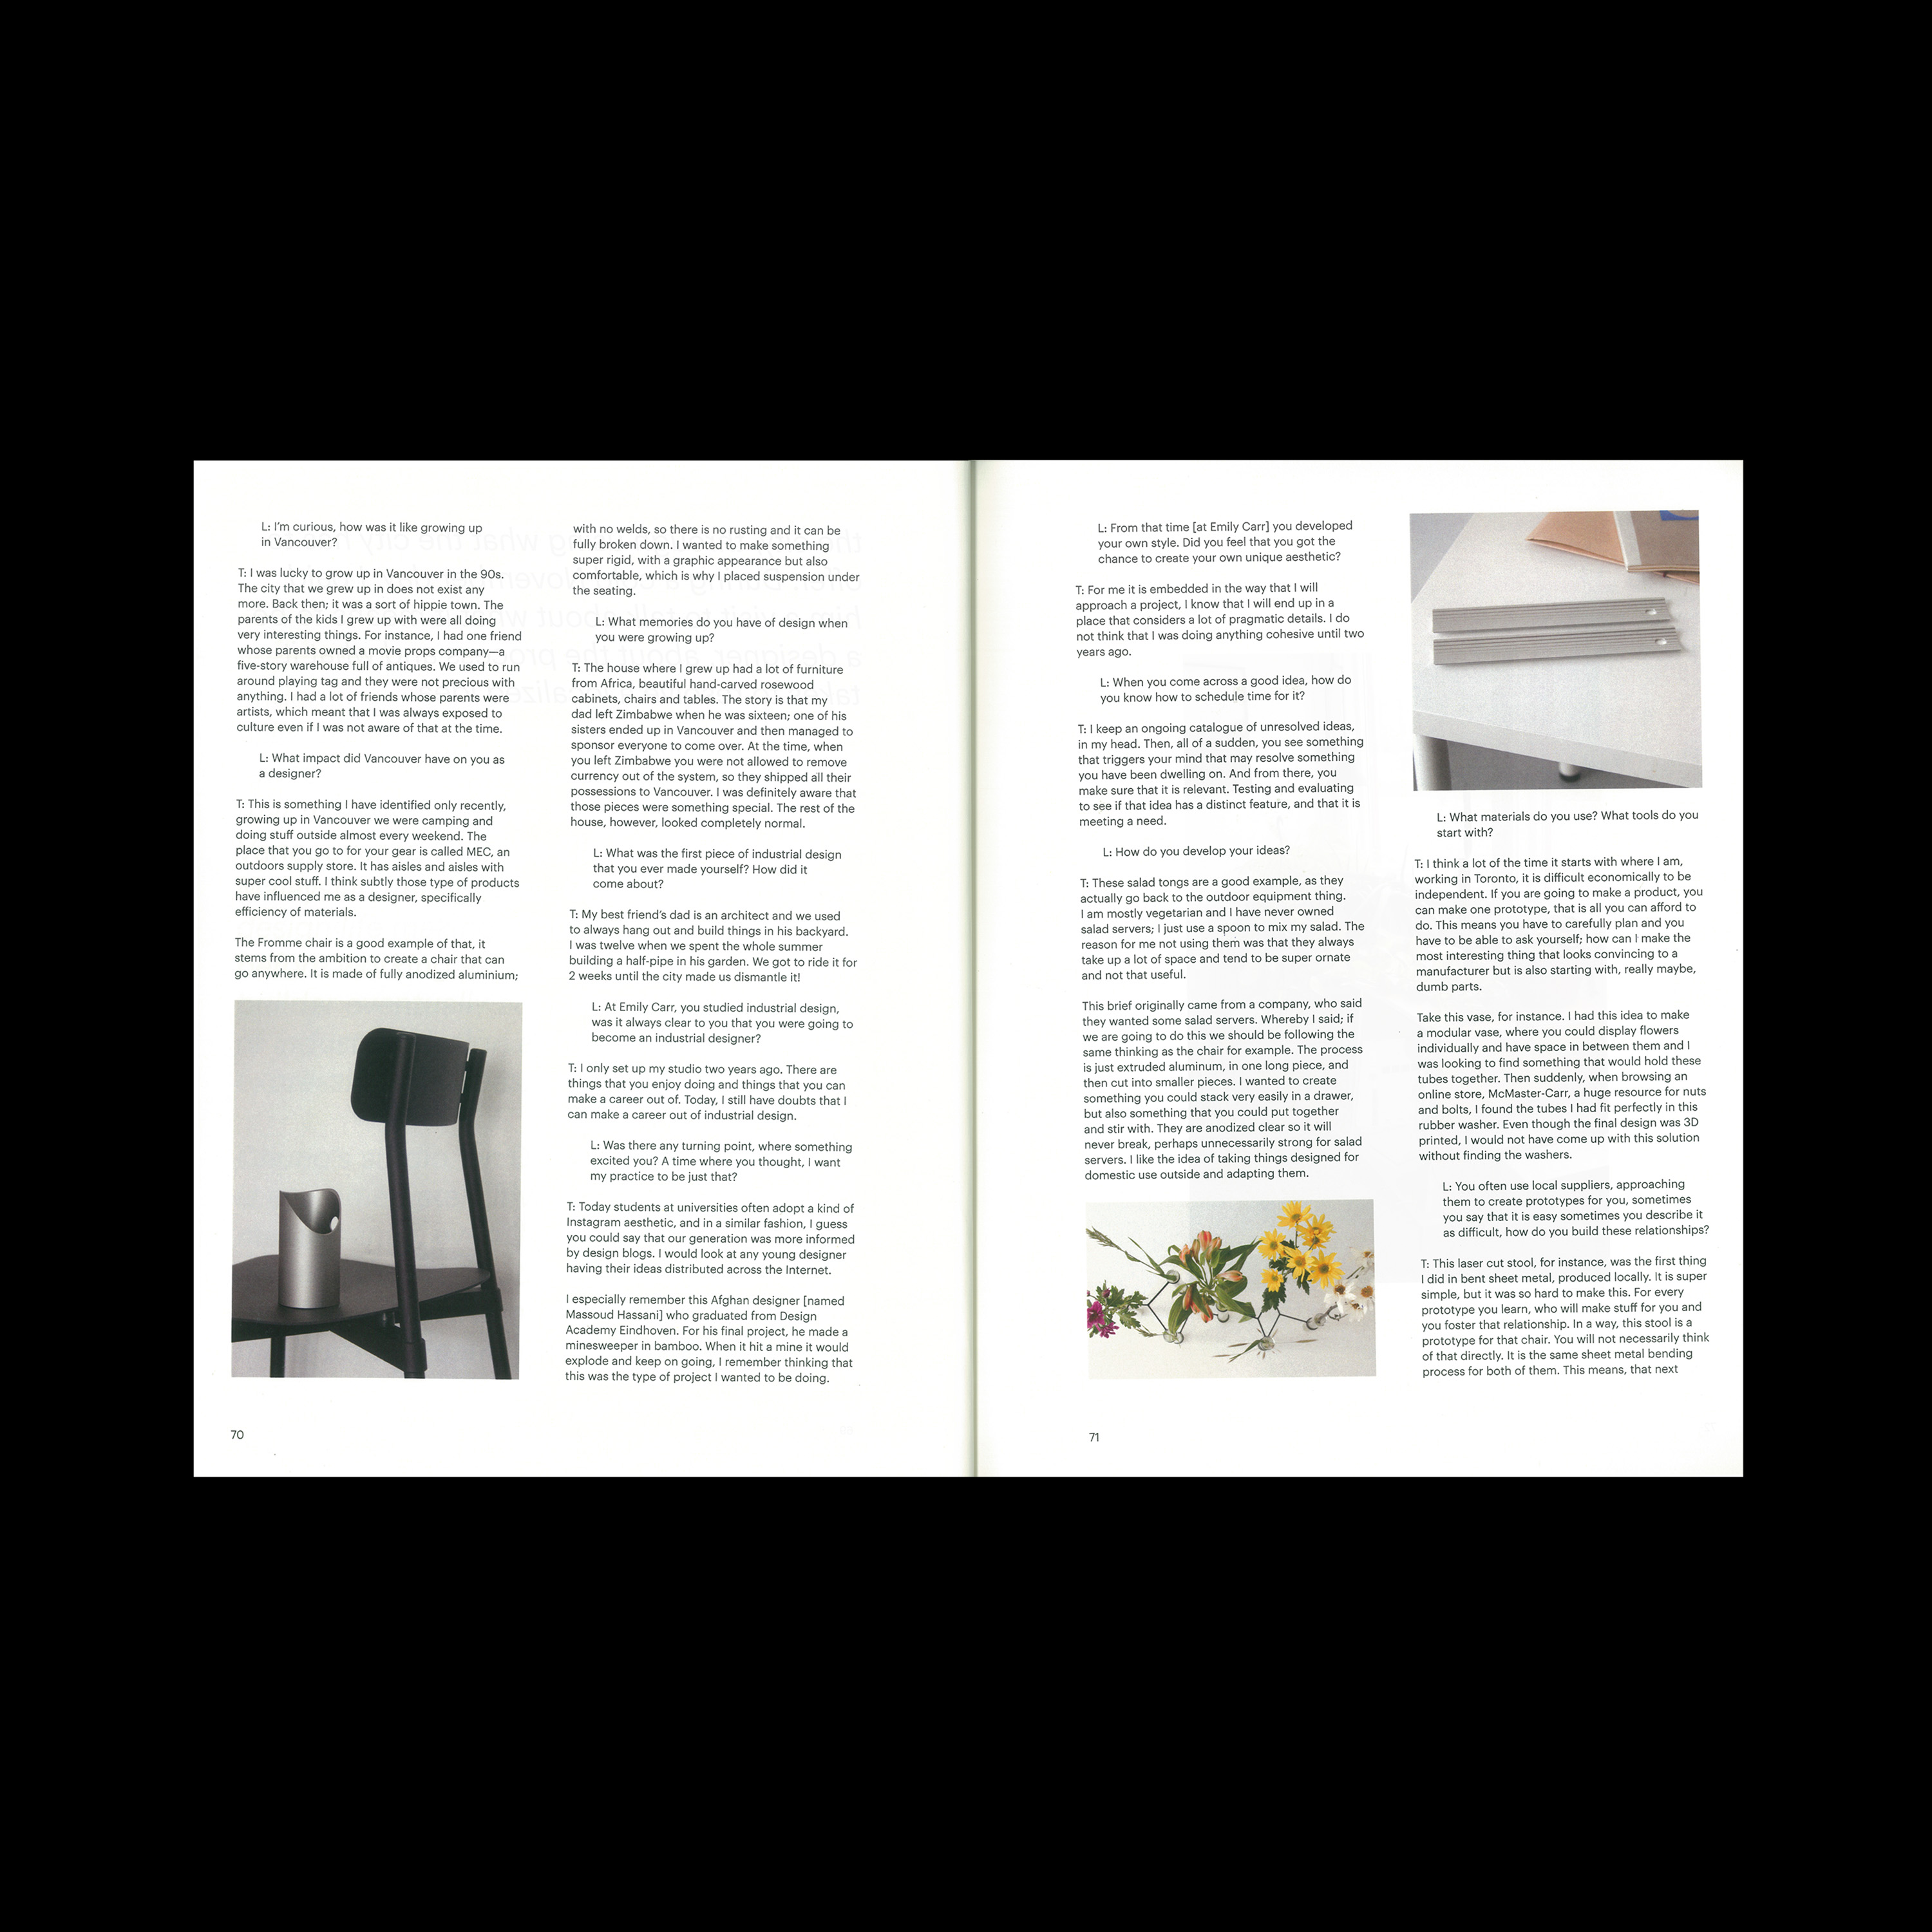 L: I'm curious, how was it like growing up
in Vancouver?
T: I was lucky to grow up in Vancouver in the 90s.
The city that we grew up in does not exist any
more. Back then; it was a sort of hippie town. The
parents of the kids I grew up with were all doing
very interesting things. For instance, I had one friend
whose parents owned a movie props company—a
five-story warehouse full of antiques. We used to run
around playing tag and they were not precious with
anything. I had a lot of friends whose parents were
artists, which meant that I was always exposed to
culture even if I was not aware of that at the time.
L: What impact did Vancouver have on you as
a designer?
T: This is something I have identified only recently,
growing up in Vancouver we were camping and
doing stuff outside almost every weekend. The
place that you go to for your gear is called MEC, an
outdoors supply store. It has aisles and aisles with
super cool stuff. I think subtly those type of products
have influenced me as a designer, specifically
efficiency of materials.
The Fromme chair is a good example of that, it
stems from the ambition to create a chair that can
go anywhere. It is made of fully anodized aluminium;
with no welds, so there is no rusting and it can be
fully broken down. I wanted to make something
super rigid, with a graphic appearance but also
comfortable, which is why I placed suspension under
the seating.
L: What memories do you have of design when
you were growing up?
T: The house where I grew up had a lot of furniture
from Africa, beautiful hand-carved rosewood
cabinets, chairs and tables. The story is that my
dad left Zimbabwe when he was sixteen; one of his
sisters ended up in Vancouver and then managed to
sponsor everyone to come over. At the time, when
you left Zimbabwe you were not allowed to remove
currency out of the system, so they shipped all their
possessions to Vancouver. I was definitely aware that
those pieces were something special. The rest of the
house, however, looked completely normal.
L: What was the first piece of industrial design
that you ever made yourself? How did it
come about?
T: My best friend's dad is an architect and we used
to always hang out and build things in his backyard.
I was twelve when we spent the whole summer
building a half-pipe in his garden. We got to ride it for
2 weeks until the city made us dismantle it!
L: At Emily Carr, you studied industrial design,
was it always clear to you that you were going to
become an industrial designer?
T: I only set up my studio two years ago. There are
things that you enjoy doing and things that you can
make a career out of. Today, I still have doubts that I
can make a career out of industrial design.
L: Was there any turning point, where something
excited you? A time where you thought, I want
my practice to be just that?
T: Today students at universities often adopt a kind of
Instagram aesthetic, and in a similar fashion, I guess
you could say that our generation was more informed
by design blogs. I would look at any young designer
having their ideas distributed across the Internet.
I especially remember this Afghan designer [named
Massoud Hassani] who graduated from Design
Academy Eindhoven. For his final project, he made a
minesweeper in bamboo. When it hit a mine it would
explode and keep on going, I remember thinking that
this was the type of project I wanted to be doing.
70
L: From that time [at Emily Carr] you developed
your own style. Did you feel that you got the
chance to create your own unique aesthetic?
T: For me it is embedded in the way that I will
approach a project, I know that I will end up in a
place that considers a lot of pragmatic details. I do
not think that I was doing anything cohesive until two
years ago.
L: When you come across a good idea, how do
you know how to schedule time for it?
T: I keep an ongoing catalogue of unresolved ideas,
in my head. Then, all of a sudden, you see something
that triggers your mind that may resolve something
you have been dwelling on. And from there, you
make sure that it is relevant. Testing and evaluating
to see if that idea has a distinct feature, and that it is
meeting a need.
L: How do you develop your ideas?
T: These salad tongs are a good example, as they
actually go back to the outdoor equipment thing.
I am mostly vegetarian and I have never owned
salad servers; I just use a spoon to mix my salad. The
reason for me not using them was that they always
take up a lot of space and tend to be super ornate
and not that useful.
This brief originally came from a company, who said
they wanted some salad servers. Whereby I said; if
we are going to do this we should be following the
same thinking as the chair for example. The process
is just extruded aluminum, in one long piece, and
then cut into smaller pieces. I wanted to create
something you could stack very easily in a drawer,
but also something that you could put together
and stir with. They are anodized clear so it will
never break, perhaps unnecessarily strong for salad
servers. I like the idea of taking things designed for
domestic use outside and adapting them.
L: What materials do you use? What tools do you
start with?
T: I think a lot of the time it starts with where I am,
working in Toronto, it is difficult economically to be
independent. If you are going to make a product, you
can make one prototype, that is all you can afford to
do. This means you have to carefully plan and you
have to be able to ask yourself; how can I make the
most interesting thing that looks convincing to a
manufacturer but is also starting with, really maybe,
dumb parts.
Take this vase, for instance. I had this idea to make
a modular vase, where you could display flowers
individually and have space in between them and I
was looking to find something that would hold these
tubes together. Then suddenly, when browsing an
online store, McMaster-Carr, a huge resource for nuts
and bolts, I found the tubes I had fit perfectly in this
rubber washer. Even though the final design was 3D
printed, I would not have come up with this solution
without finding the washers.
L: You often use local suppliers, approaching
them to create prototypes for you, sometimes
you say that it is easy sometimes you describe it
as difficult, how do you build these relationships?
T: This laser cut stool, for instance, was the first thing
I did in bent sheet metal, produced locally. It is super
simple, but it was so hard to make this. For every
prototype you learn, who will make stuff for you and
you foster that relationship. In a way, this stool is a
prototype for that chair. You will not necessarily think
of that directly. It is the same sheet metal bending
process for both of them. This means, that next
71